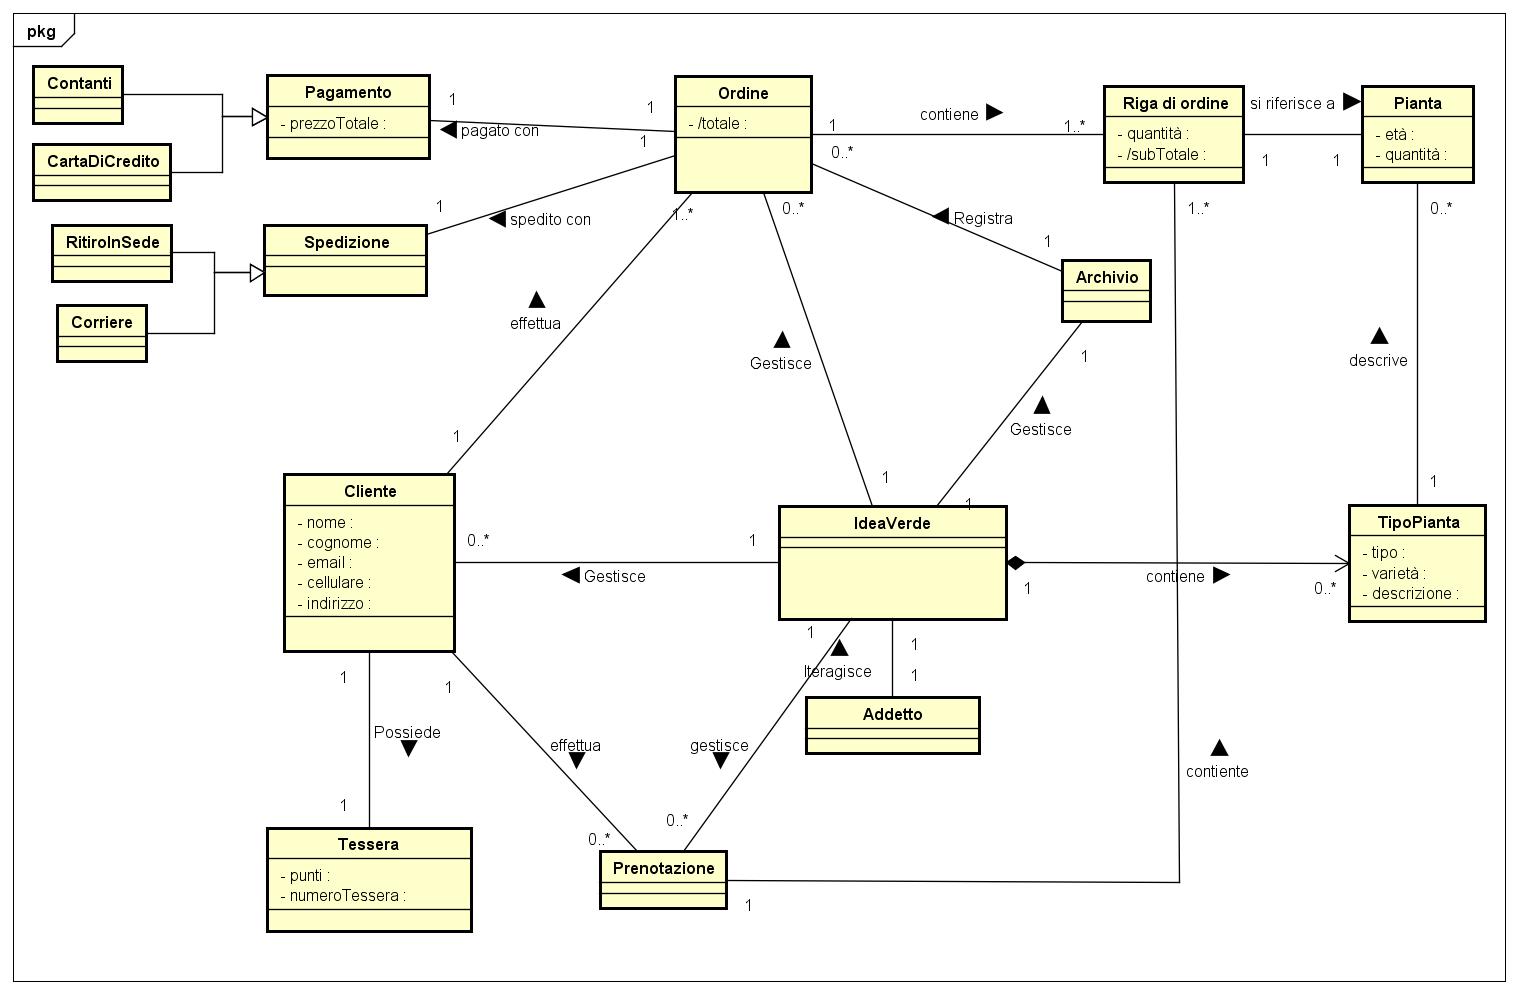 pkg
Contanti
CartaDiCredito
Pagamento
- prezzoTotale :
1
1
pagato con
Ordine
- /totale :
contiene
1
1..*
Riga di ordine
- quantità :
- /subTotale :
si riferisce a
1
1
Pianta
- età :
- quantità :
RitiroInSede
Corriere
Spedizione
1
1
spedito con
1..*
0..*
0..*
Registra
1
Archivio
1..*
0..*
effettua
1
Gestisce
1
1
Gestisce
1
descrive
1
Cliente
- nome :
- cognome :
- email :
- cellulare :
- indirizzo :
0..*
1
Gestisce
IdeaVerde
1
contiene
0..*
TipoPianta
- tipo :
- varietà :
- descrizione :
1
Iteragisce
1
1
Addetto
1
Possiede
1
1
effettua
0..*
gestisce
0..*
contiente
Tessera
- punti :
- numeroTessera :
Prenotazione
1